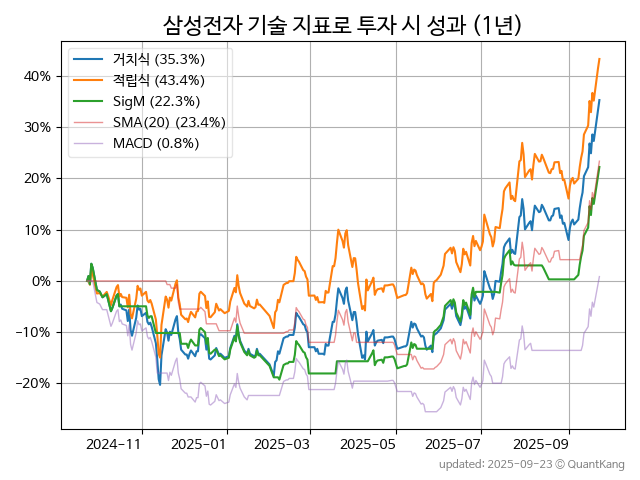 삼성전자 기술 지표로 투자 시 성과 (1년)
거치식 (35.3%)
적립식 (43.4%)
SigM (22.3%)
SMA(20) (23.4%)
MACD (0.8%)
40%
30%
20%
10%
0%
−10%
−20%
2024-11 2025-01 2025-03 2025-05 2025-07 2025-09
updated: 2025-09-23 © QuantKang